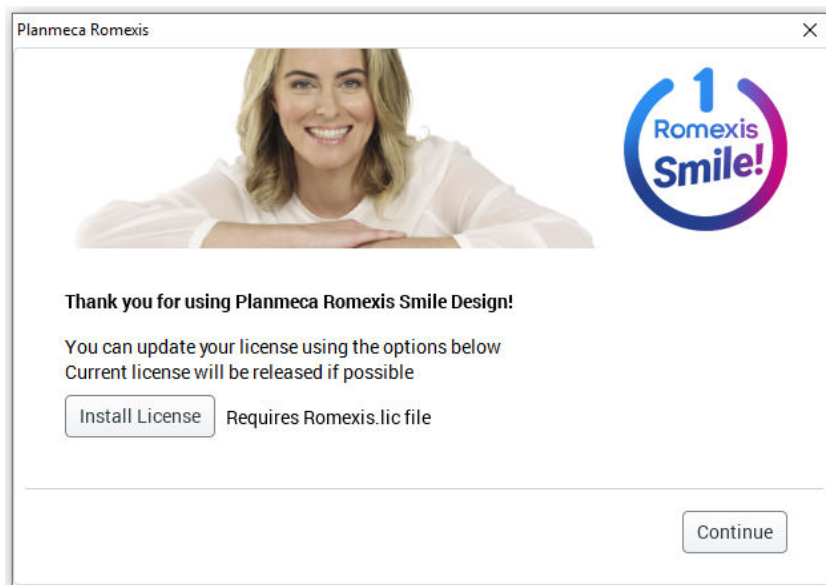 Planmeca Romexis
1
Romexis
Smile!
Thank you for using Planmeca Romexis Smile Design!
You can update your license using the options below
Current license will be released if possible
Install License Requires Romexis.lic file
Continue